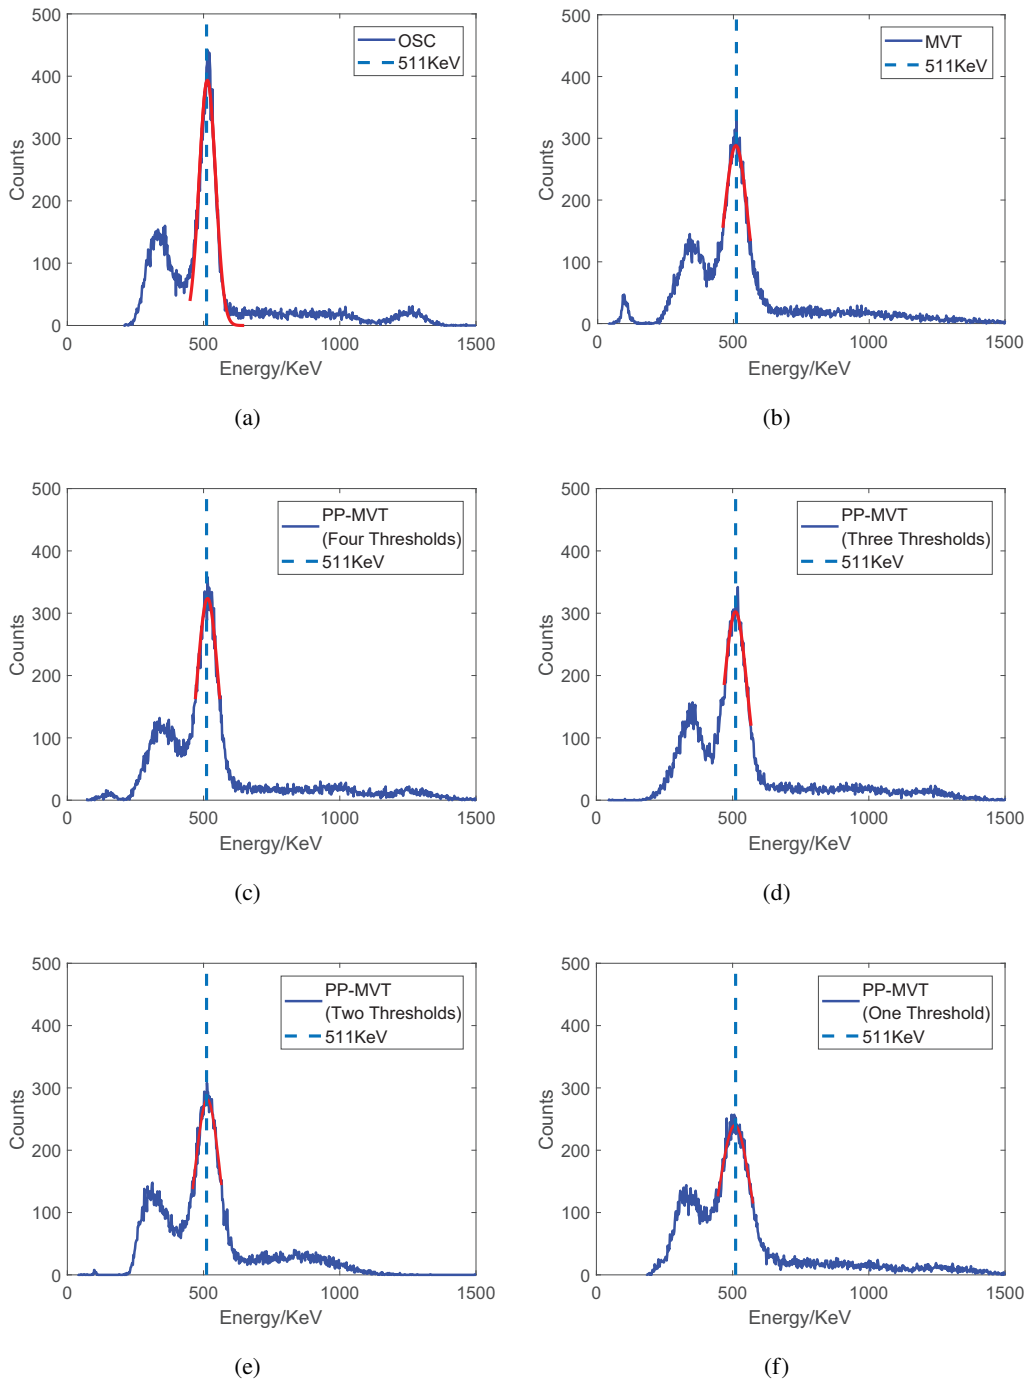 500
400
300
200
100
0
Counts
OSC
511KeV
0 500 1000 1500
Energy/KeV
(a)
500
400
300
200
100
0
Counts
MVT
511KeV
0 500 1000 1500
Energy/KeV
(b)
500
400
300
200
100
0
Counts
PP-MVT
(Four Thresholds)
511KeV
0 500 1000 1500
Energy/KeV
(c)
500
400
300
200
100
0
Counts
PP-MVT
(Three Thresholds)
511KeV
0 500 1000 1500
Energy/KeV
(d)
500
400
300
200
100
0
Counts
PP-MVT
(Two Thresholds)
511KeV
0 500 1000 1500
Energy/KeV
(e)
500
400
300
200
100
0
Counts
PP-MVT
(One Threshold)
511KeV
0 500 1000 1500
Energy/KeV
(f)